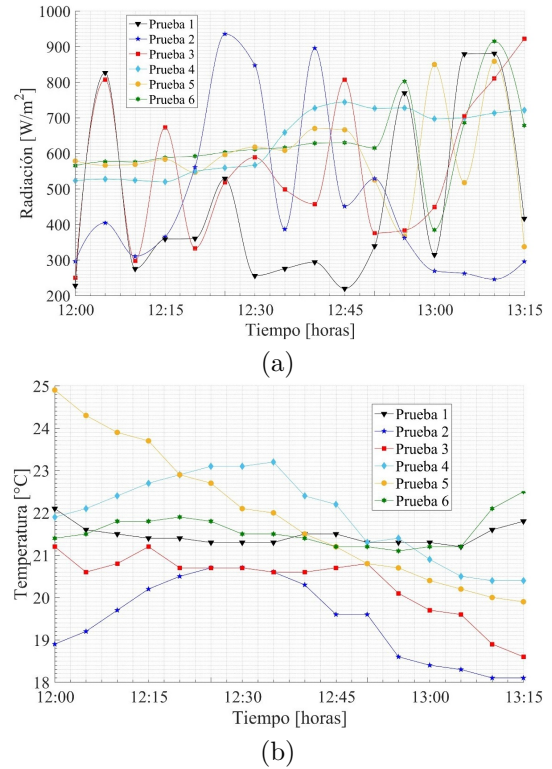 1000
900
800
700
600
500
400
300
200
Radiación [W/m²]
Prueba 1
Prueba 2
Prueba 3
Prueba 4
Prueba 5
Prueba 6
12:00 12:15 12:30 12:45 13:00 13:15
Tiempo [horas]
(a)
25
24
23
22
21
20
19
18
Temperatura [°C]
Prueba 1
Prueba 2
Prueba 3
Prueba 4
Prueba 5
Prueba 6
12:00 12:15 12:30 12:45 13:00 13:15
Tiempo [horas]
(b)